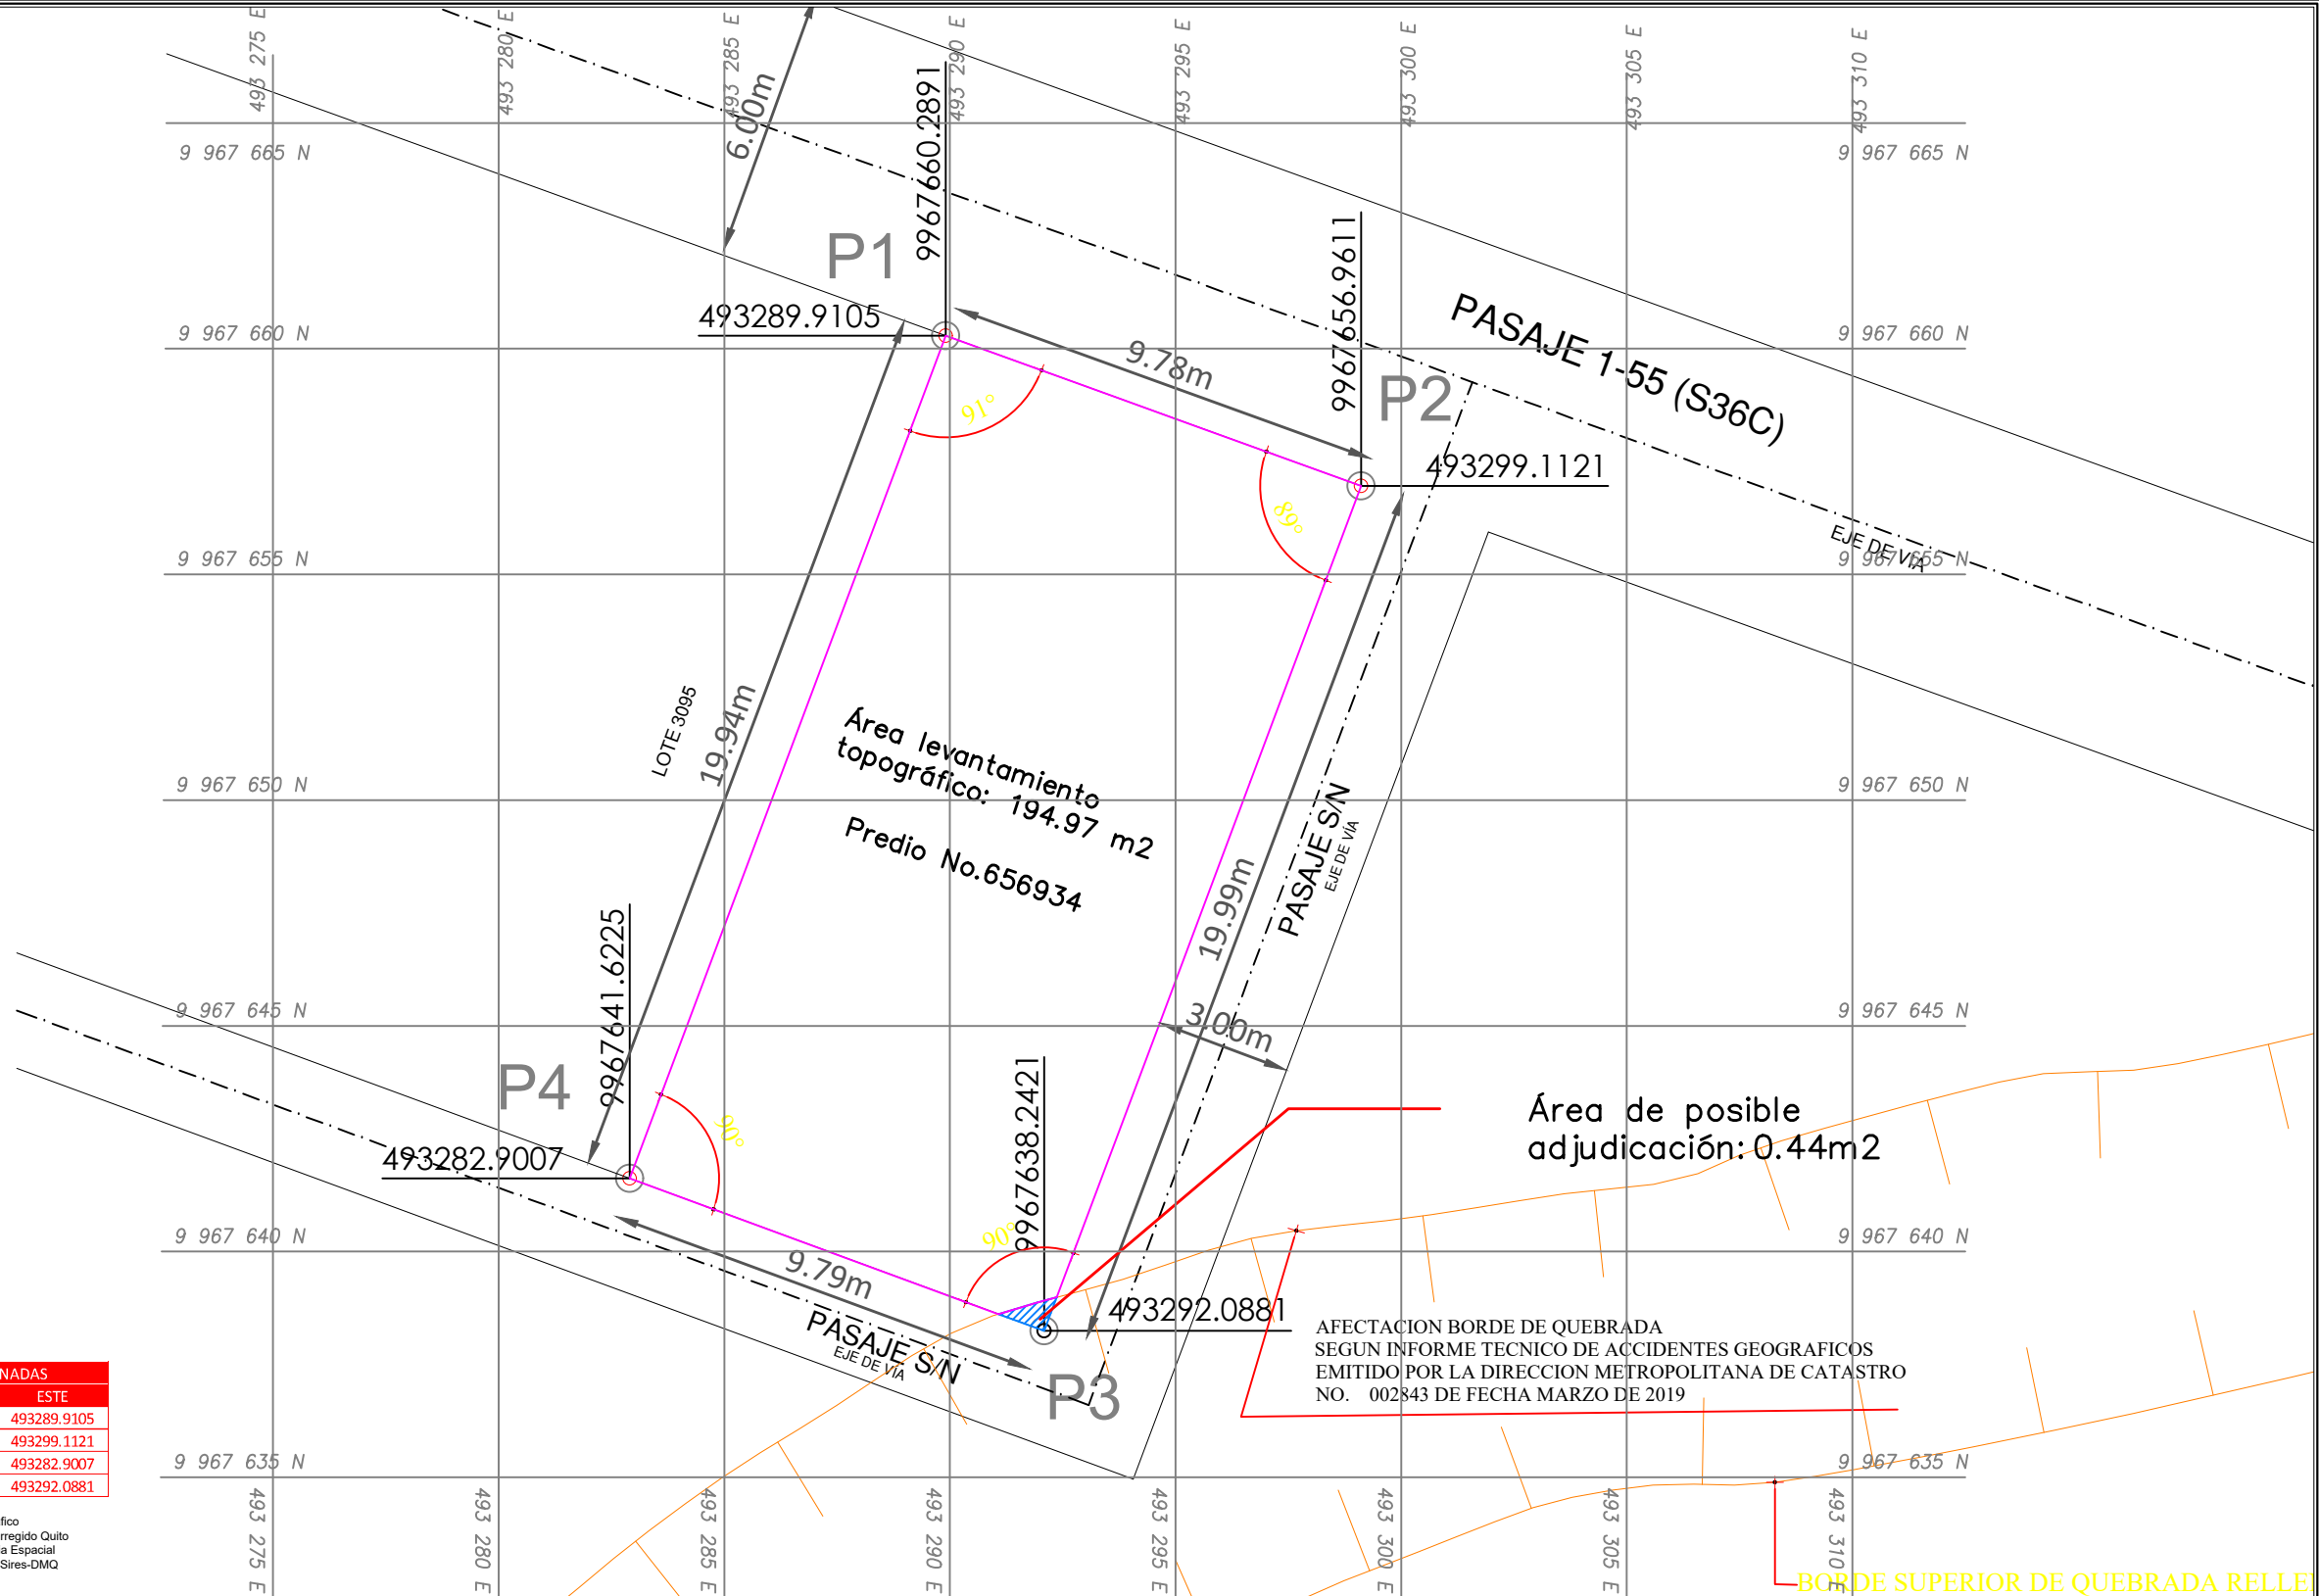 493 275 E
493 280 E
493 285 E
493 290 E
493 295 E
493 300 E
493 305 E
493 310 E
9 967 665 N
9 967 665 N
6.00m
P1
9967660.2891
493289.9105
9967656.9611
P2
493299.1121
9.78m
PASAJE 1-55 (S36C)
EJE DE VÍA
9 967 660 N
9 967 660 N
91°
89°
9 967 655 N
9 967 655 N
LOTE 3095
19.94m
Área levantamiento
topográfico: 194.97 m2
Predio No.656934
19.99m
PASAJE S/N
EJE DE VÍA
9 967 650 N
9 967 650 N
9967641.6225
P4
493282.9007
9 967 645 N
9 967 645 N
3.00m
90°
9967638.2421
90°
Área de posible
adjudicación: 0.44m2
9 967 640 N
9 967 640 N
9.79m
493292.0881
P3
PASAJE S/N
EJE DE VÍA
AFECTACION BORDE DE QUEBRADA
SEGUN INFORME TECNICO DE ACCIDENTES GEOGRAFICOS
EMITIDO POR LA DIRECCION METROPOLITANA DE CATASTRO
NO. 002843 DE FECHA MARZO DE 2019
NADAS
ESTE
493289.9105
493299.1121
493282.9007
493292.0881
9 967 635 N
9 967 635 N
fico
rregido Quito
a Espacial
Sires-DMQ
493 275 E
493 280 E
493 285 E
493 290 E
493 295 E
493 300 E
493 305 E
493 310 E
BORDE SUPERIOR DE QUEBRADA RELLE